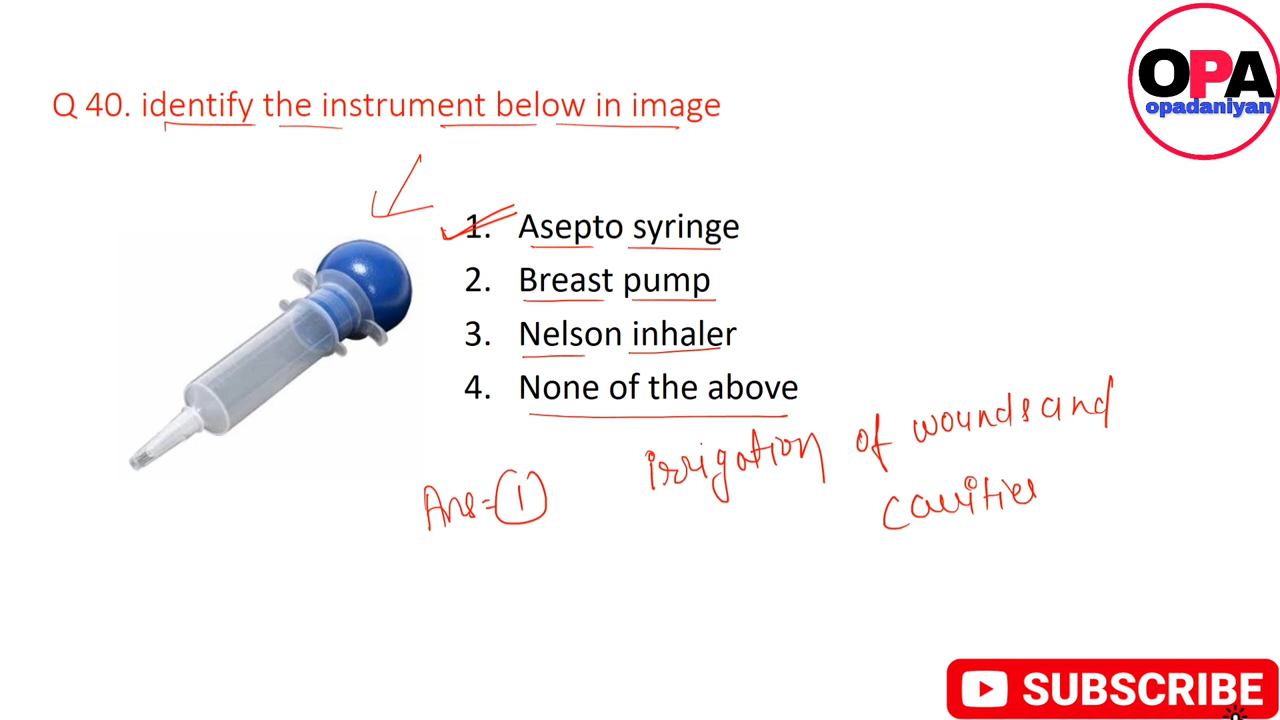 OPA
opadaniyan
Q 40. identify the instrument below in image
1. Asepto syringe
2. Breast pump
3. Nelson inhaler
4. None of the above
irrigation of wounds and
cavities
Ans = 1
SUBSCRIBE